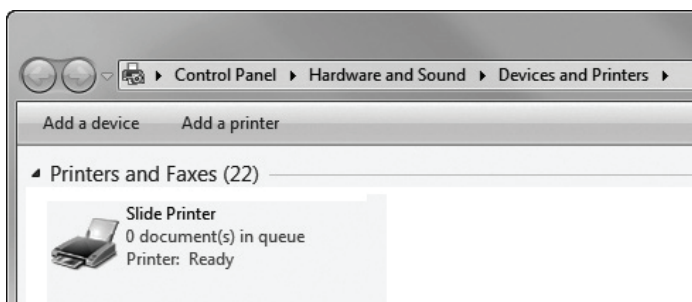 Control Panel ▸ Hardware and Sound ▸ Devices and Printers ▸
Add a device Add a printer
Printers and Faxes (22)
Slide Printer
0 document(s) in queue
Printer: Ready